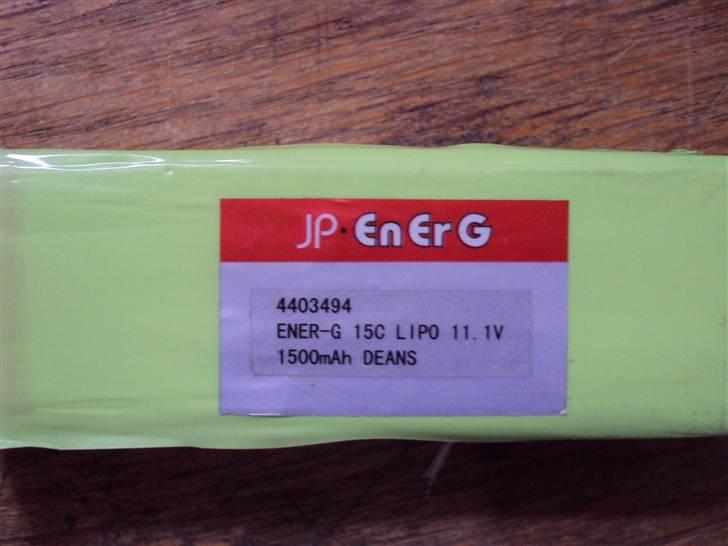 JP·EnErG
4403494
ENER-G 15C LIPO 11.1V
1500mAh DEANS